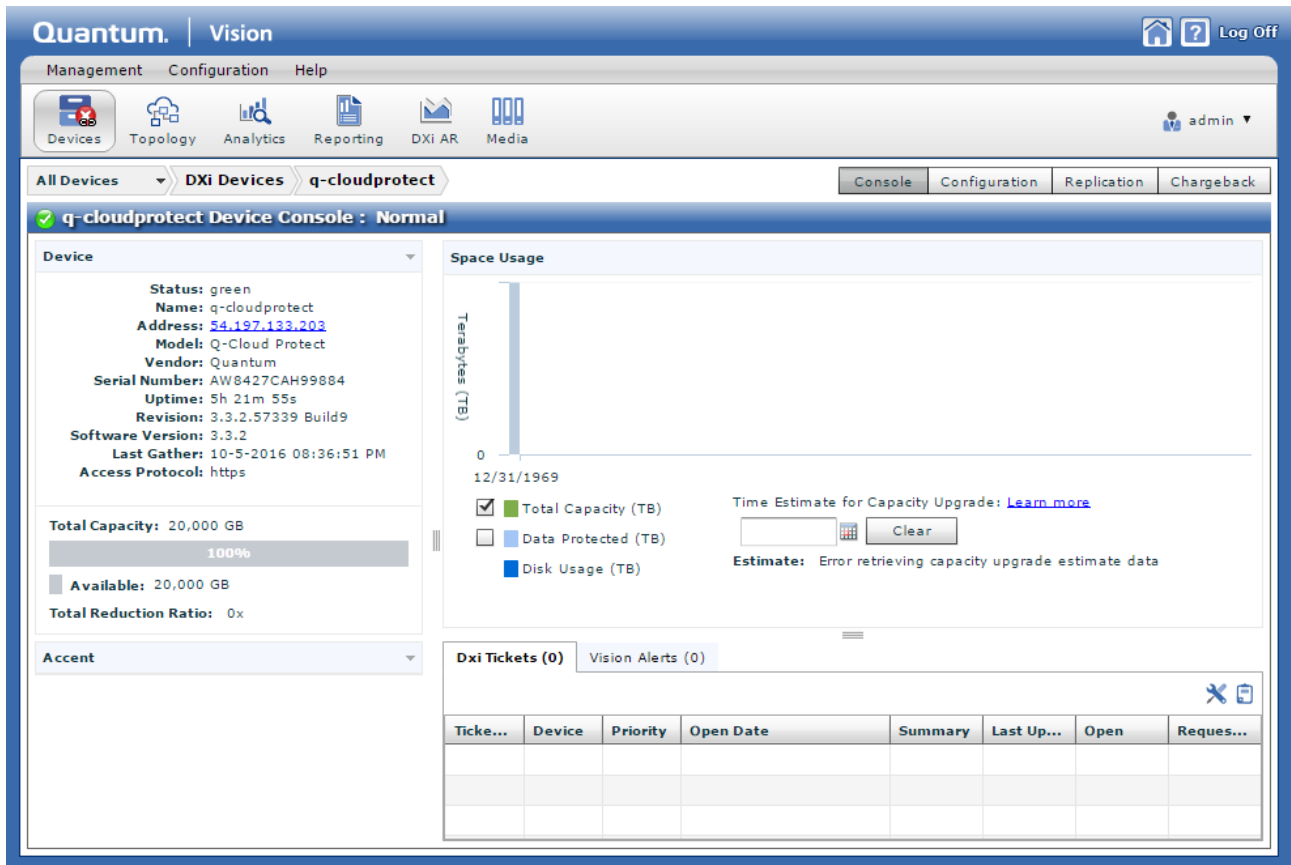 Quantum. | Vision
Log Off
Management Configuration Help
Devices Topology Analytics Reporting DXi AR Media
admin
All Devices DXi Devices q-cloudprotect
Console Configuration Replication Chargeback
q-cloudprotect Device Console : Normal
Device
Status: green
Name: q-cloudprotect
Address: 54.197.133.203
Model: Q-Cloud Protect
Vendor: Quantum
Serial Number: AW8427CAH99884
Uptime: 5h 21m 55s
Revision: 3.3.2.57339 Build9
Software Version: 3.3.2
Last Gather: 10-5-2016 08:36:51 PM
Access Protocol: https
Total Capacity: 20,000 GB
100%
Available: 20,000 GB
Total Reduction Ratio: 0x
Accent
Space Usage
Terabytes (TB)
0
12/31/1969
Total Capacity (TB)
Data Protected (TB)
Disk Usage (TB)
Time Estimate for Capacity Upgrade: Learn more
Clear
Estimate: Error retrieving capacity upgrade estimate data
Dxi Tickets (0) Vision Alerts (0)
Ticke... Device Priority Open Date Summary Last Up... Open Reques...